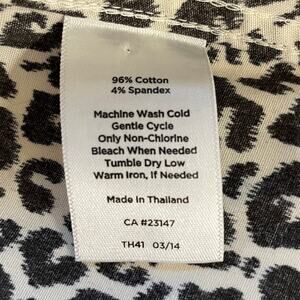 96% Cotton
4% Spandex
Machine Wash Cold
Gentle Cycle
Only Non-Chlorine
Bleach When Needed
Tumble Dry Low
Warm Iron, If Needed
Made in Thailand
CA #23147
TH41 03/14